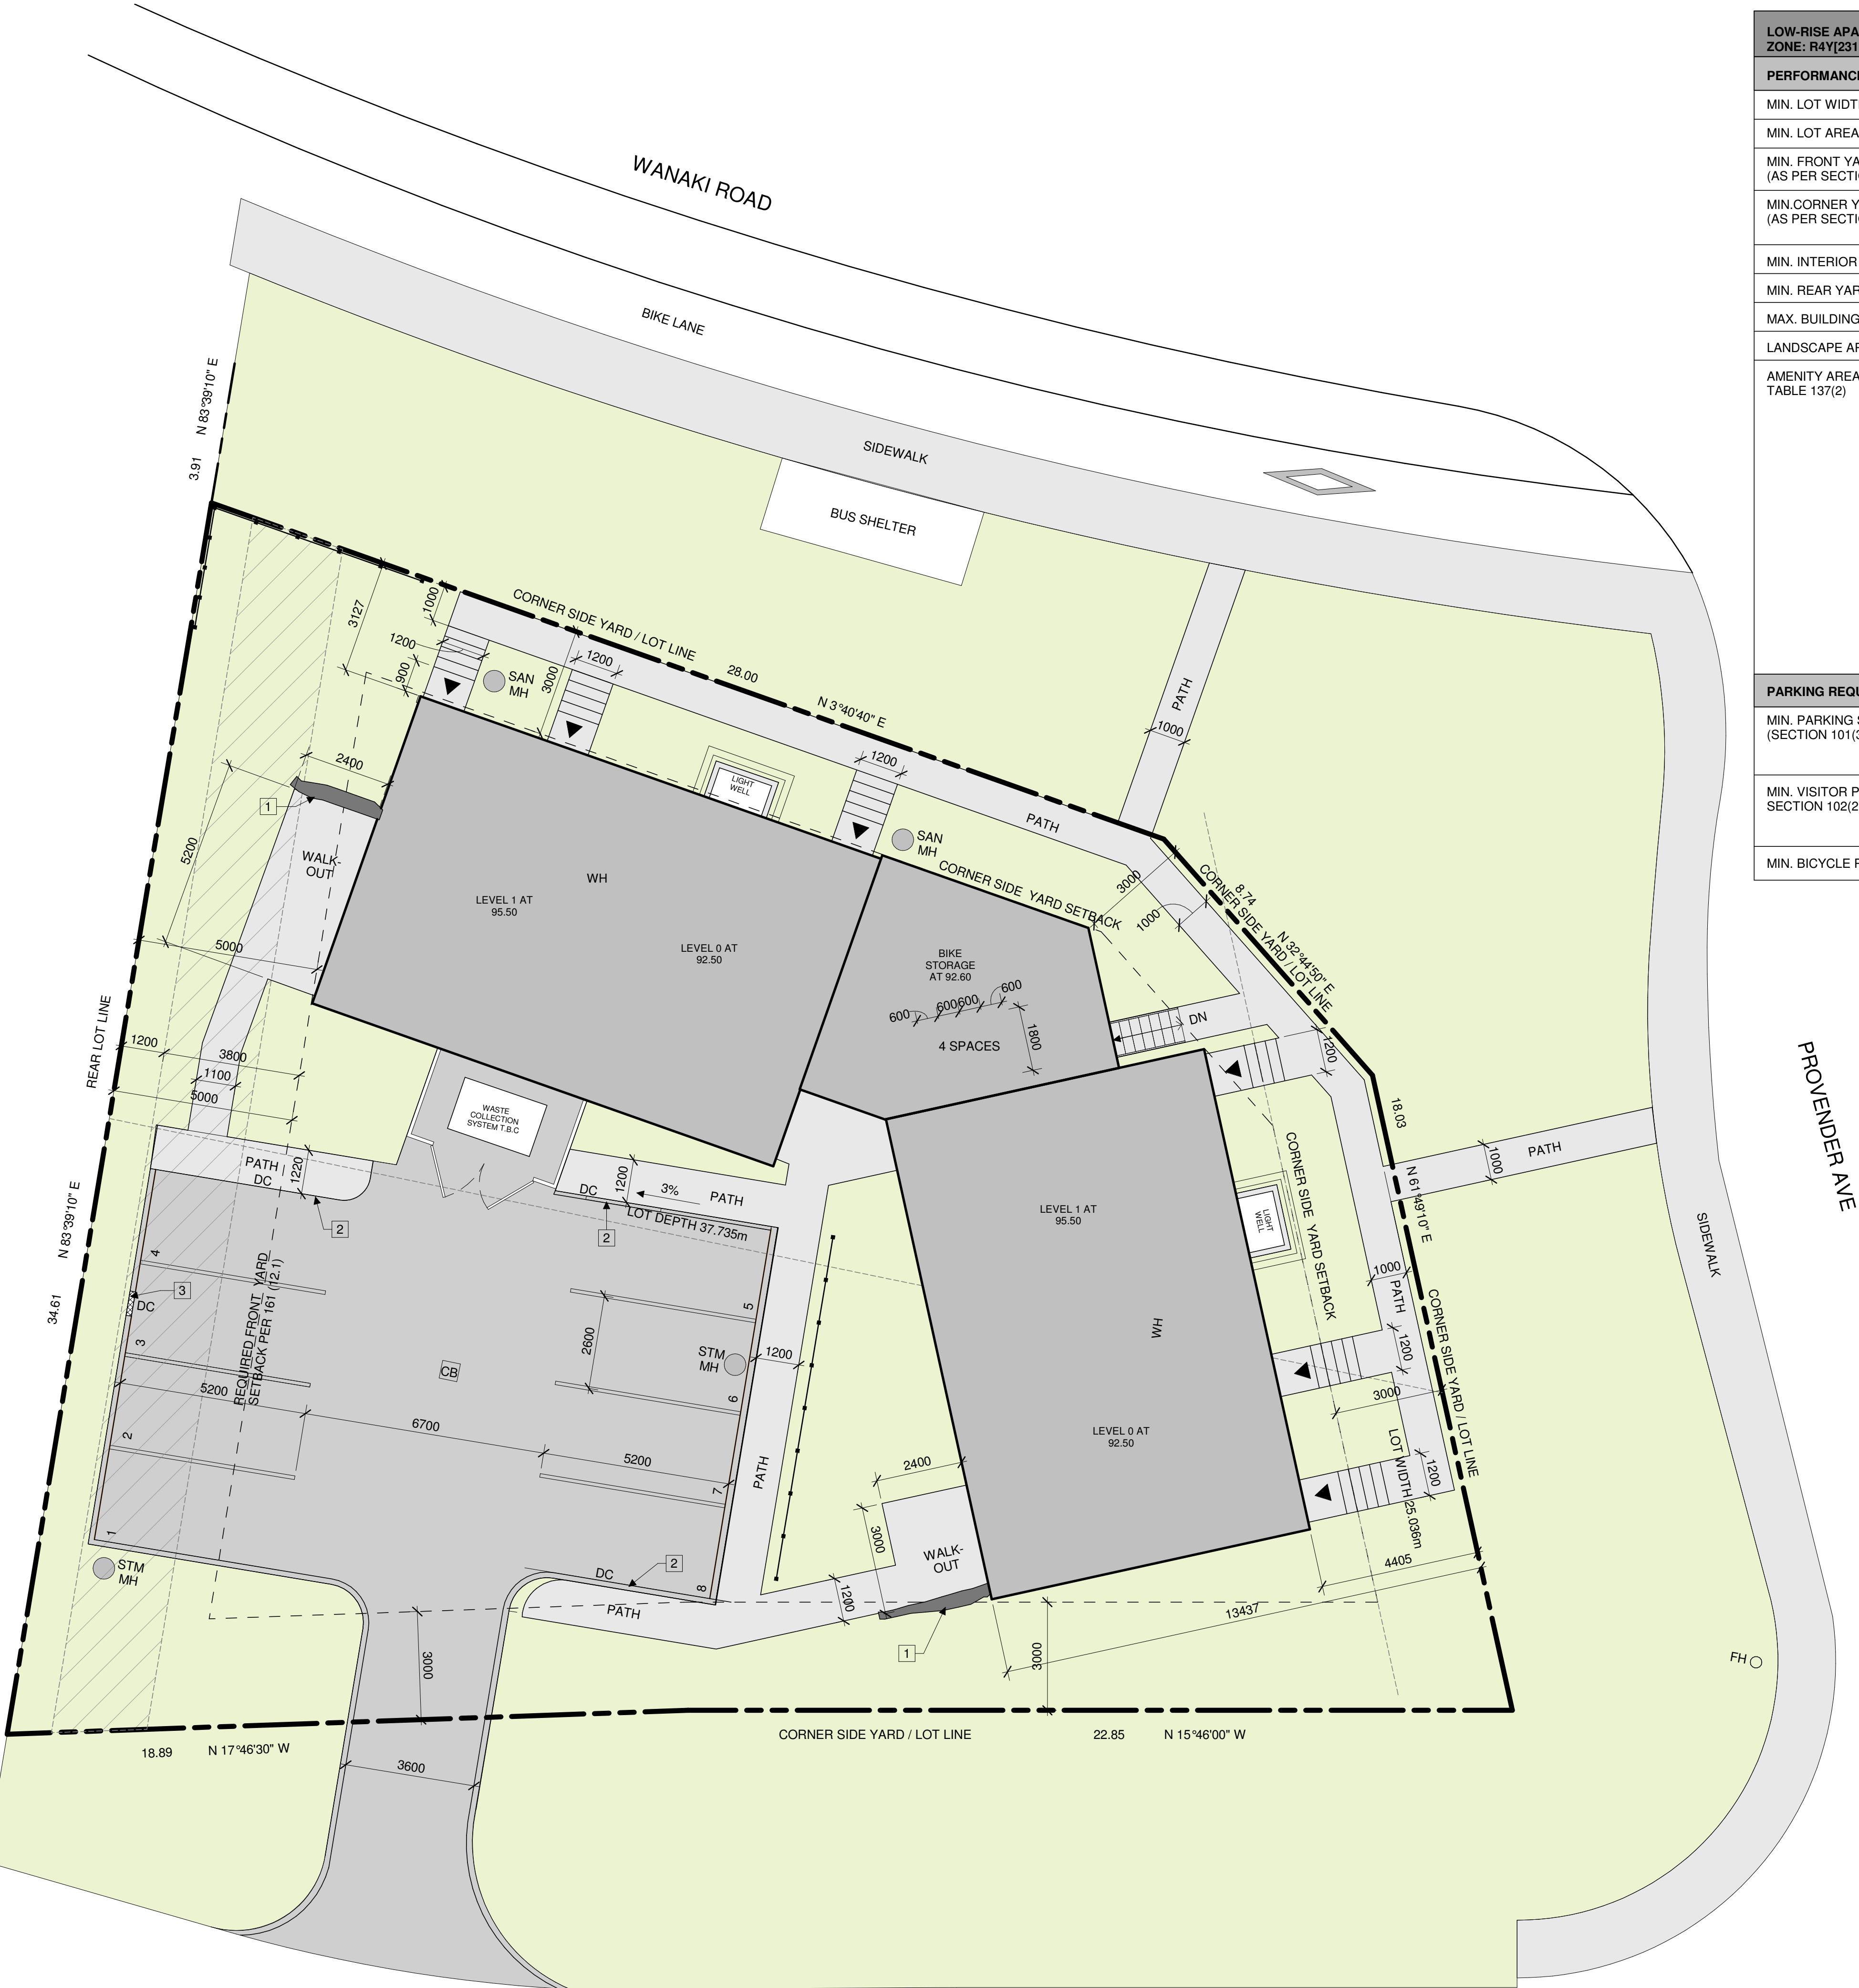 LOW-RISE APA
ZONE: R4Y[231
PERFORMANC
MIN. LOT WIDT
MIN. LOT AREA
MIN. FRONT YA
(AS PER SECTI
MIN.CORNER Y
(AS PER SECTI
MIN. INTERIOR
MIN. REAR YAR
MAX. BUILDING
LANDSCAPE AR
AMENITY AREA
TABLE 137(2)
PARKING REQU
MIN. PARKING S
(SECTION 101(3
MIN. VISITOR P
SECTION 102(2
MIN. BICYCLE
WANAKI ROAD
BIKE LANE
SIDEWALK
BUS SHELTER
3.91 N 83°39'10" E
3127
1000
1200
900
SAN
MH
3000
1200
CORNER SIDE YARD / LOT LINE
28.00
N 3°40'40" E
PATH
1000
2400
1
5200
WALK-
OUT
LIGHT
WELL
1200
SAN
MH
PATH
WH
LEVEL 1 AT
95.50
LEVEL 0 AT
92.50
CORNER SIDE YARD SETBACK
3000
1000
8.74
CORNER SIDE YARD / LOT LINE
N 32°44'50" E
5000
BIKE
STORAGE
AT 92.60
600
600
600
600
1800
4 SPACES
DN
1200
REAR LOT LINE
1200
3800
1100
5000
WASTE
COLLECTION
SYSTEM T.B.C
18.03
N 61°49'10" E
PATH
1000
PROVENDER AVE
SIDEWALK
PATH
DC
1220
2
DC
1200
3%
PATH
2
LOT DEPTH 37.735m
LEVEL 1 AT
95.50
LIGHT
WELL
CORNER SIDE YARD SETBACK
N 83°39'10" E
34.61
4
3
DC
3
REQUIRED FRONT YARD
SETBACK PER 161 (12.1)
2600
5
STM
MH
1200
1000
PATH
CORNER SIDE YARD / LOT LINE
WH
CB
5200
6700
5200
6
2
7
PATH
1200
3000
LEVEL 0 AT
92.50
LOT WIDTH 25.036m
1200
2400
3000
WALK-
OUT
1
STM
MH
DC
2
8
PATH
1200
4405
13437
3000
1
3000
FH
CORNER SIDE YARD / LOT LINE
22.85
N 15°46'00" W
18.89
N 17°46'30" W
3600